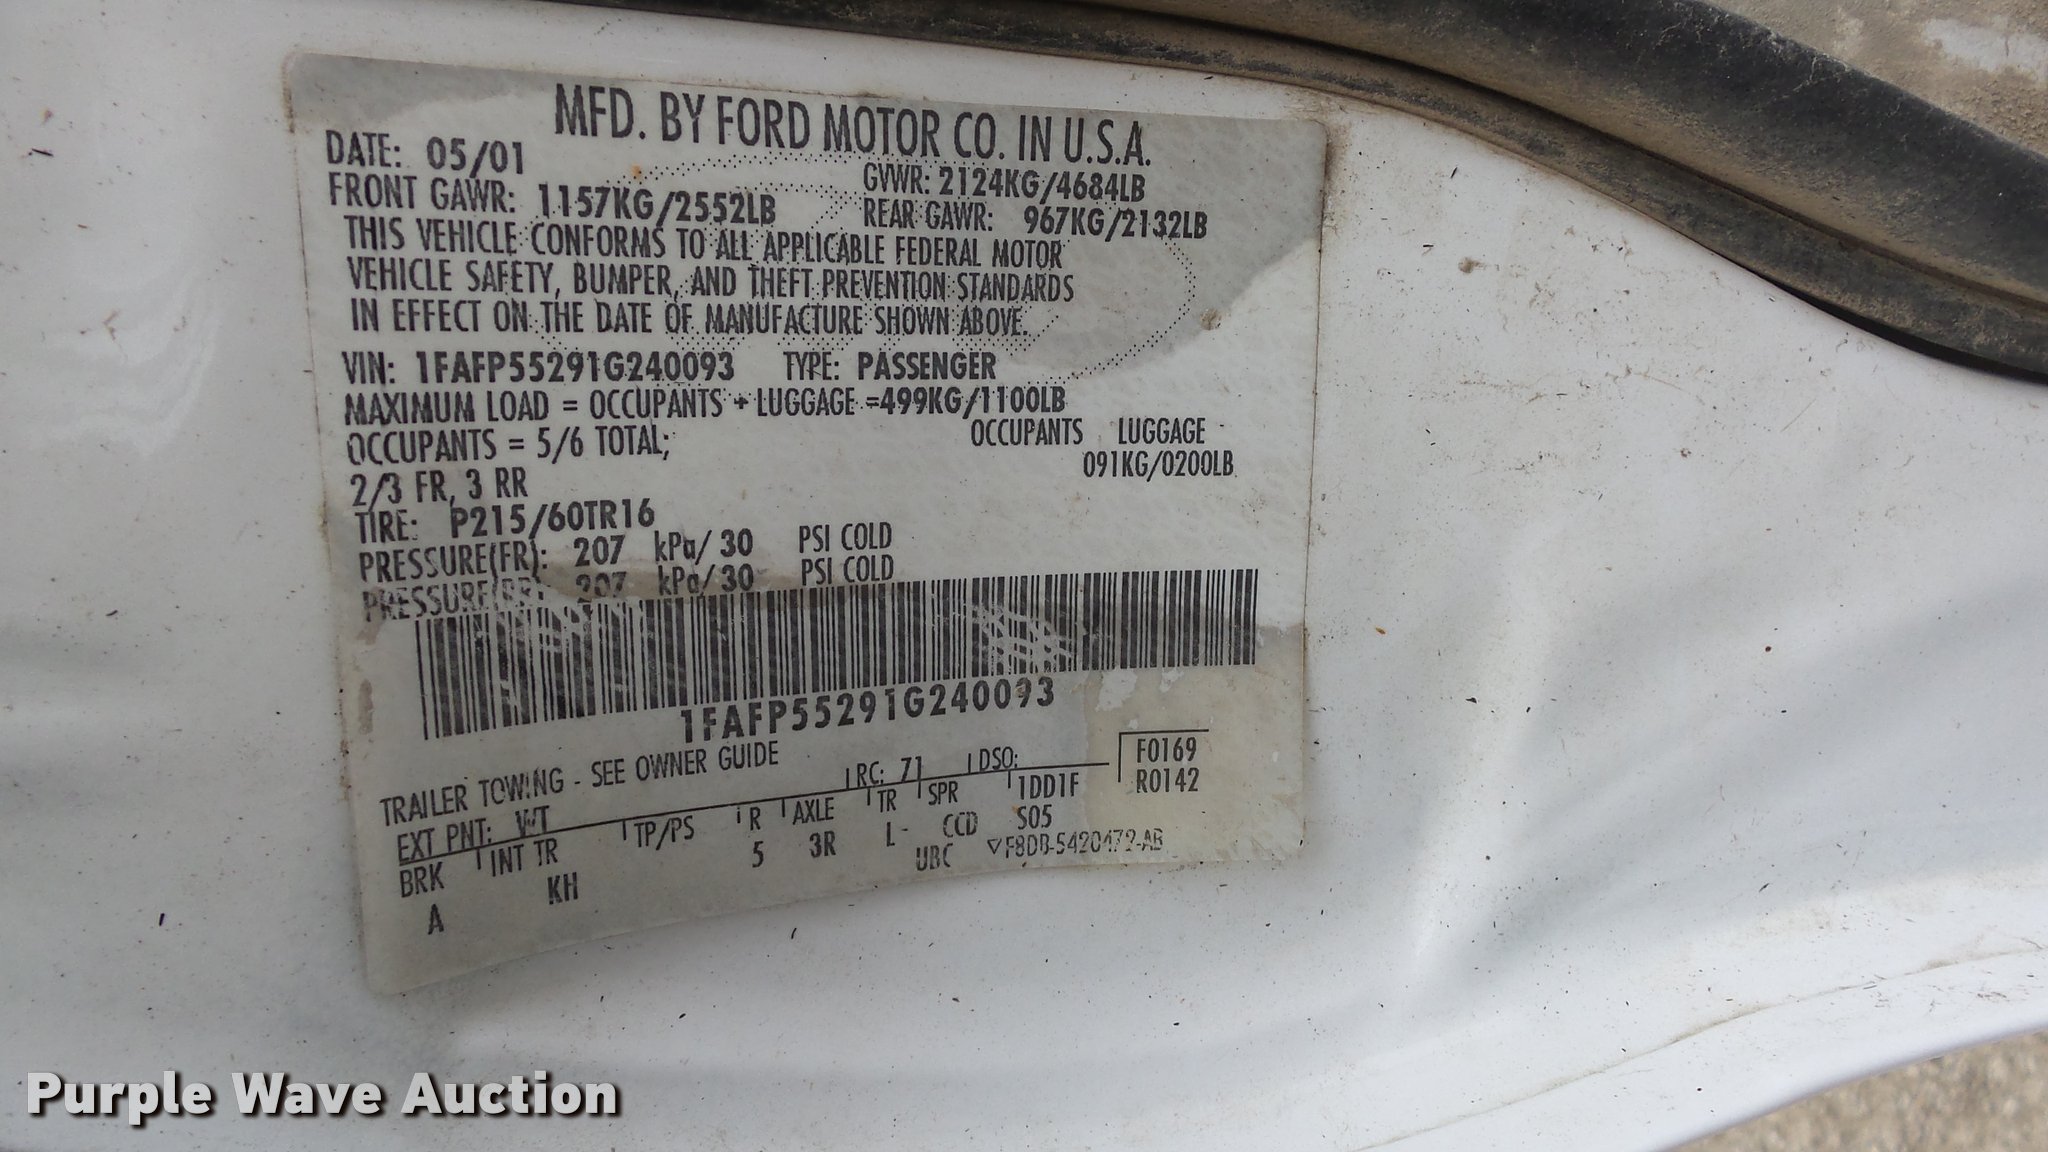 MFD. BY FORD MOTOR CO. IN U.S.A.
DATE: 05/01 GVWR: 2124KG/4684LB
FRONT GAWR: 1157KG/2552LB REAR GAWR: 967KG/2132LB
THIS VEHICLE CONFORMS TO ALL APPLICABLE FEDERAL MOTOR
VEHICLE SAFETY, BUMPER, AND THEFT PREVENTION STANDARDS
IN EFFECT ON THE DATE OF MANUFACTURE SHOWN ABOVE.
VIN: 1FAFP55291G240093 TYPE: PASSENGER
MAXIMUM LOAD = OCCUPANTS + LUGGAGE =499KG/1100LB
OCCUPANTS = 5/6 TOTAL; OCCUPANTS LUGGAGE
2/3 FR, 3 RR 091KG/0200LB
TIRE: P215/60TR16
PRESSURE(FR): 207 kPa/ 30 PSI COLD
PRESSURE(RR): 207 kPa/ 30 PSI COLD
1FAFP55291G240093
TRAILER TOWING - SEE OWNER GUIDE
EXT PNT: WT RC: 71 DSO: F0169
BRK INT TR TP/PS R AXLE TR SPR 1DD1F R0142
A KH 5 3R L- CCD S05
UBC F8DB-5420472-AB
Purple Wave Auction